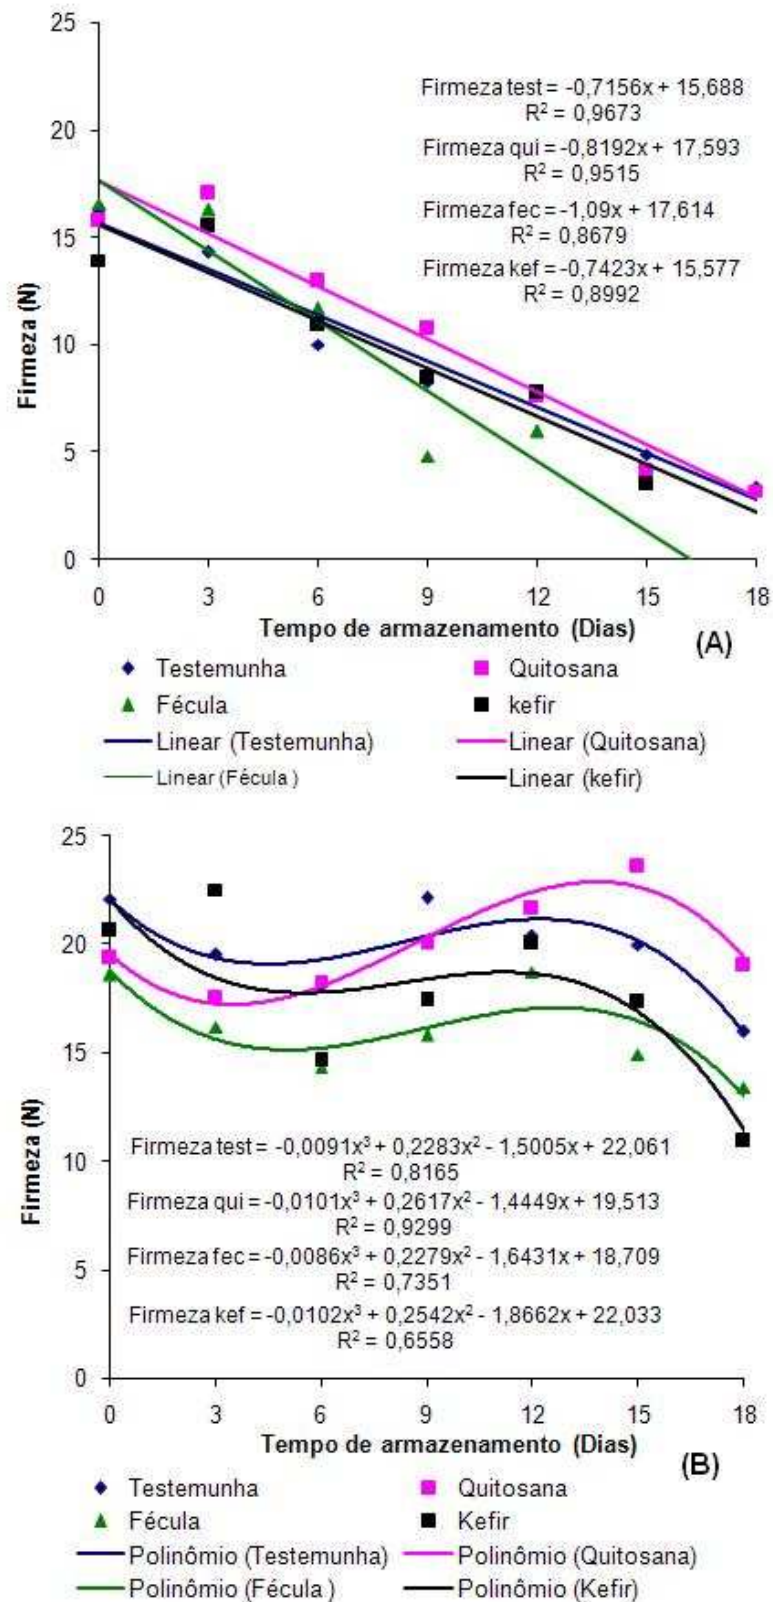 25
20
15
10
5
0
Firmeza (N)
Firmeza test = -0,7156x + 15,688
R² = 0,9673
Firmeza qui = -0,8192x + 17,593
R² = 0,9515
Firmeza fec = -1,09x + 17,614
R² = 0,8679
Firmeza kef = -0,7423x + 15,577
R² = 0,8992
0 3 6 9 12 15 18
Tempo de armazenamento (Dias)
(A)
Testemunha Quitosana
Fécula kefir
Linear (Testemunha) Linear (Quitosana)
Linear (Fécula ) Linear (kefir)
25
20
15
10
5
0
Firmeza (N)
Firmeza test = -0,0091x³ + 0,2283x² - 1,5005x + 22,061
R² = 0,8165
Firmeza qui = -0,0101x³ + 0,2617x² - 1,4449x + 19,513
R² = 0,9299
Firmeza fec = -0,0086x³ + 0,2279x² - 1,6431x + 18,709
R² = 0,7351
Firmeza kef = -0,0102x³ + 0,2542x² - 1,8662x + 22,033
R² = 0,6558
0 3 6 9 12 15 18
Tempo de armazenamento (Dias)
(B)
Testemunha Quitosana
Fécula Kefir
Polinômio (Testemunha) Polinômio (Quitosana)
Polinômio (Fécula ) Polinômio (Kefir)